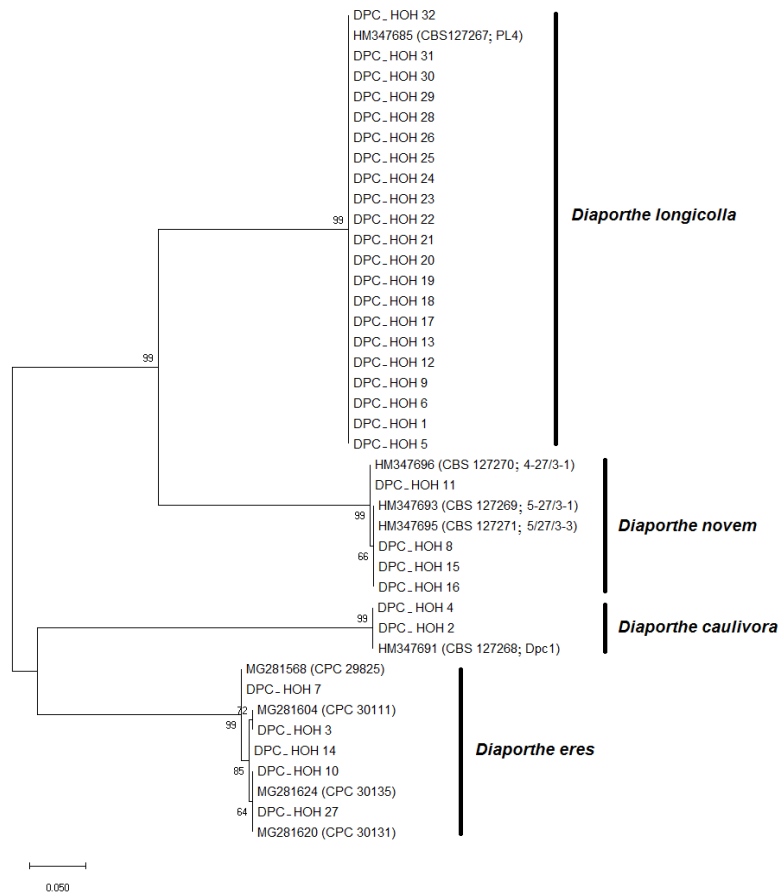 DPC_HOH 32
HM347685 (CBS127267; PL4)
DPC_HOH 31
DPC_HOH 30
DPC_HOH 29
DPC_HOH 28
DPC_HOH 26
DPC_HOH 25
DPC_HOH 24
DPC_HOH 23
99
DPC_HOH 22
Diaporthe longicolla
DPC_HOH 21
DPC_HOH 20
DPC_HOH 19
DPC_HOH 18
DPC_HOH 17
DPC_HOH 13
99
DPC_HOH 12
DPC_HOH 9
DPC_HOH 6
DPC_HOH 1
DPC_HOH 5
HM347696 (CBS 127270; 4-27/3-1)
DPC_HOH 11
HM347693 (CBS 127269; 5-27/3-1)
99
HM347695 (CBS 127271; 5/27/3-3)
Diaporthe novem
DPC_HOH 8
66
DPC_HOH 15
DPC_HOH 16
DPC_HOH 4
99
DPC_HOH 2
Diaporthe caulivora
HM347691 (CBS 127268; Dpc1)
MG281568 (CPC 29825)
DPC_HOH 7
72
MG281604 (CPC 30111)
99
DPC_HOH 3
DPC_HOH 14
Diaporthe eres
85
DPC_HOH 10
MG281624 (CPC 30135)
64
DPC_HOH 27
MG281620 (CPC 30131)
0.050